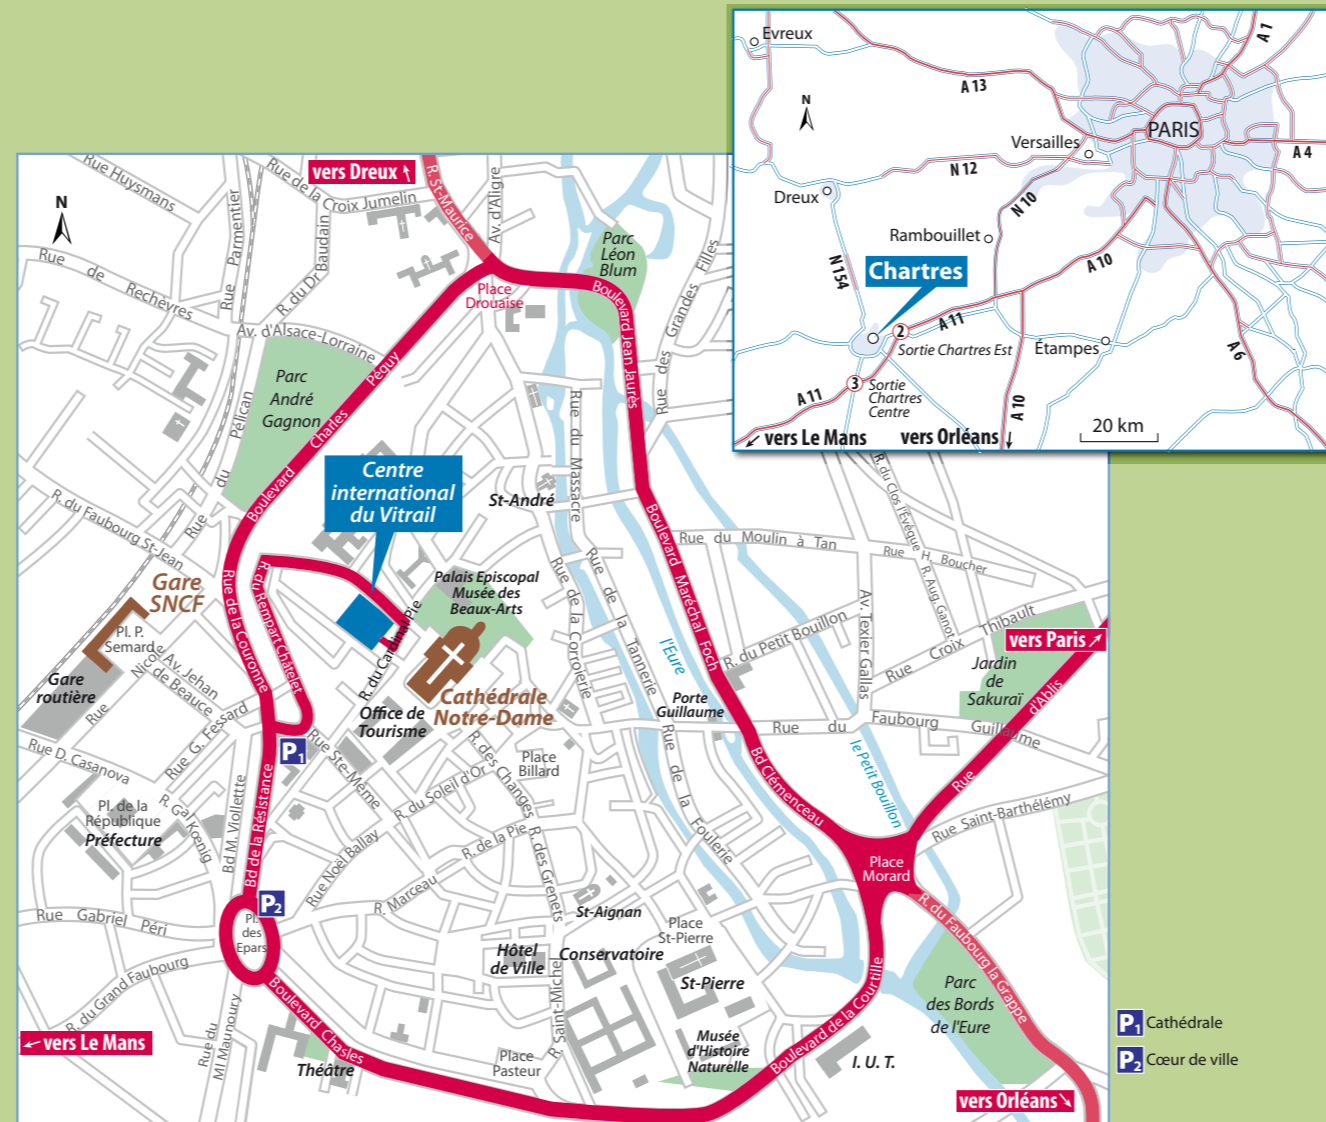 Evreux
A 1
A 13
N
PARIS
Versailles
A 4
N 12
Dreux
N 10
Rambouillet
N 154
A 10
Chartres
2
A 11
Sortie Chartres Est
Étampes
A 6
3
Sortie
Chartres
Centre
A 11
A 10
20 km
vers Le Mans
vers Orléans
vers Dreux
R. St-Maurice
Av. d'Aligre
Rue Huysmans
Rue de la Croix Jumelin
Rue Parmentier
N
Rue de Rechèvres
R. du Dr Baudain
Parc
Léon
Blum
Rue des Grandes Filles
Place
Drouaise
Boulevard Jean Jaurès
Av. d'Alsace-Lorraine
Parc
André
Gagnon
Boulevard Charles Péguy
Rue du Pélican
Rue du Massacre
Centre
international
du Vitrail
St-André
R. du Faubourg St-Jean
R. du Clos l'Evêque
Boulevard Maréchal Foch
Rue du Moulin à Tan
Rue H. Boucher
R. Aug. Ganot
Gare
SNCF
R. du Rempart Châtelet
Rue de la Couronne
Palais Episcopal
Musée des
Beaux-Arts
Rue de la Corroierie
Rue de la Tannerie
Av. Texier Gallas
Rue Croix Thibault
vers Paris
Pl. P.
Semard
R. du Cardinal Pie
l'Eure
R. du Petit Bouillon
Jardin
de
Sakuraï
Gare
routière
Rue Nicole
Av. Jehan
de Beauce
Cathédrale
Notre-Dame
Office de
Tourisme
Porte
Guillaume
Rue du Faubourg Guillaume
Rue d'Ablis
Rue D. Casanova
Rue G. Fessard
P1
Rue Ste-Même
R. des Changes
Place
Billard
Rue de la Foulerie
Bd Clémenceau
le Petit Bouillon
Pl. de la
République
Préfecture
R. Gal Kœnig
Bd M. Viollettte
Bd de la Résistance
R. du Soleil d'Or
R. de la Pie
R. des Grenets
Rue Saint-Barthélémy
Rue Noël Ballay
R. Marceau
Place
Morard
P2
Rue Gabriel Péri
Pl.
des
Epars
St-Aignan
Place
St-Pierre
R. du Faubourg la Grappe
Hôtel
de Ville
Conservatoire
St-Pierre
R. du Grand Faubourg
Boulevard Chasles
R. Saint-Michel
Boulevard de la Courtille
Parc
des Bords
de l'Eure
vers Le Mans
Rue du
Ml Maunoury
Théâtre
Place
Pasteur
Musée
d'Histoire
Naturelle
I. U. T.
vers Orléans
P1 Cathédrale
P2 Cœur de ville